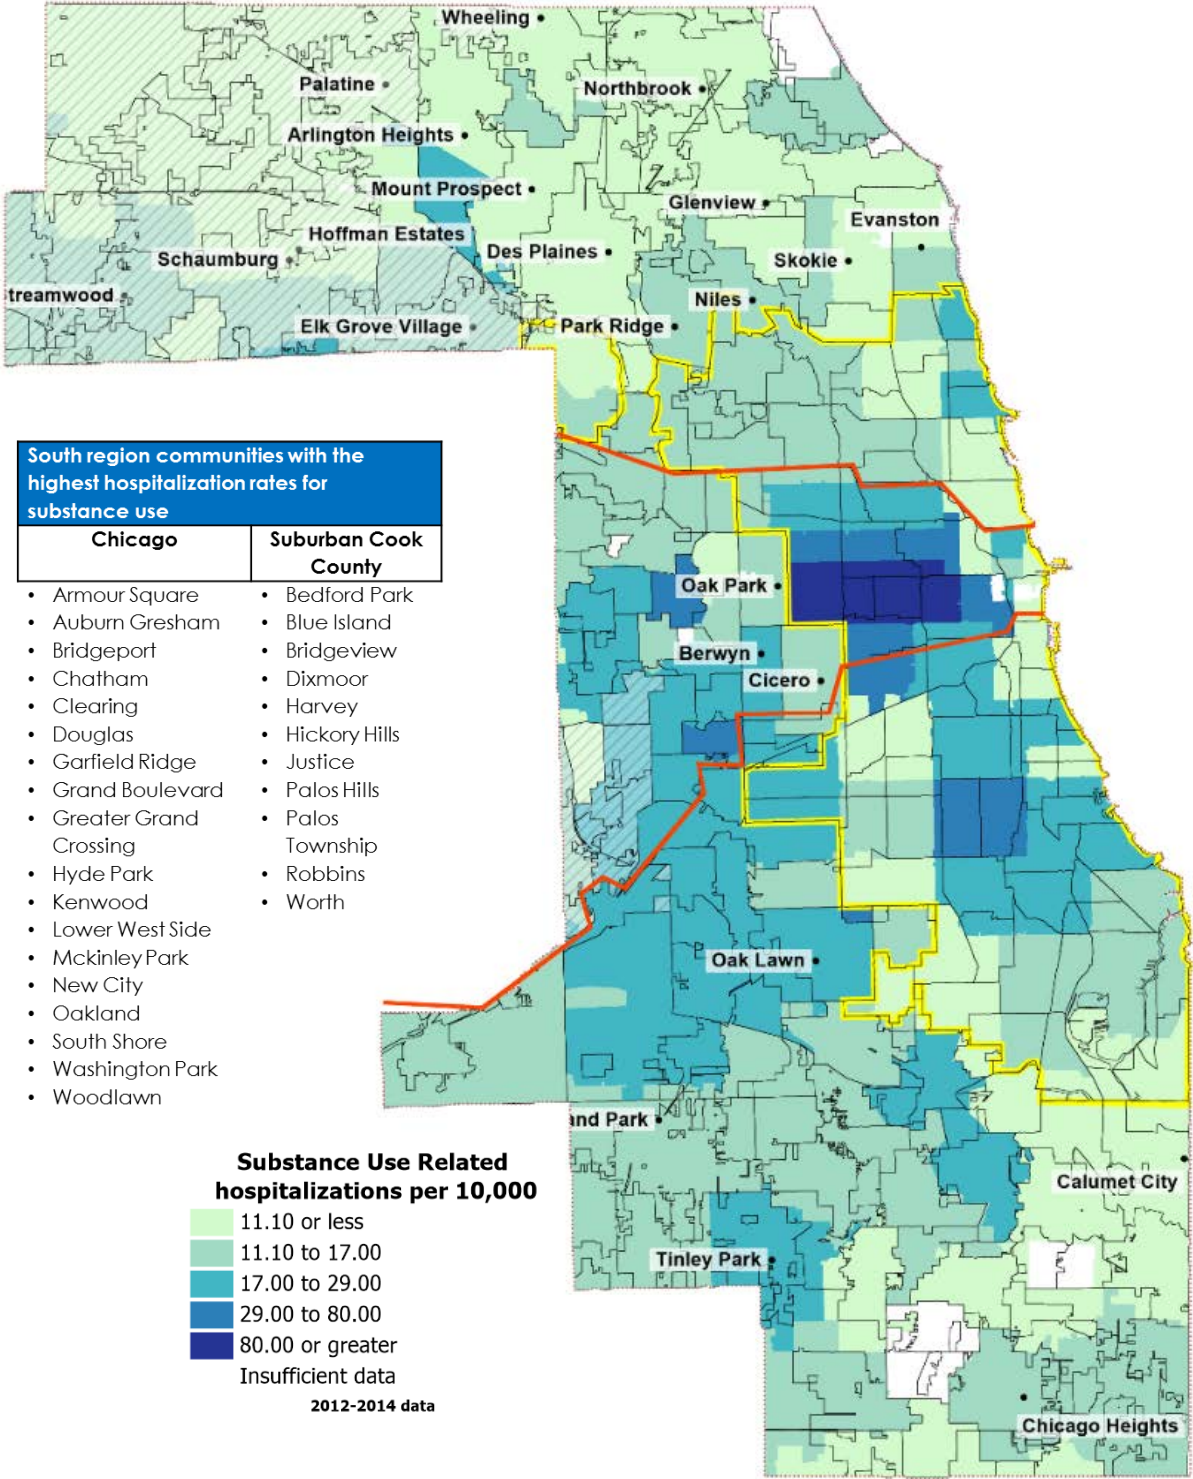 Wheeling
Palatine
Northbrook
Arlington Heights
Mount Prospect
Glenview
Evanston
Hoffman Estates
Schaumburg
Des Plaines
Skokie
treamwood
Niles
Elk Grove Village
Park Ridge
South region communities with the
highest hospitalization rates for
substance use
Chicago
Suburban Cook
County
• Armour Square
• Auburn Gresham
• Bridgeport
• Chatham
• Clearing
• Douglas
• Garfield Ridge
• Grand Boulevard
• Greater Grand
Crossing
• Hyde Park
• Kenwood
• Lower West Side
• Mckinley Park
• New City
• Oakland
• South Shore
• Washington Park
• Woodlawn
• Bedford Park
• Blue Island
• Bridgeview
• Dixmoor
• Harvey
• Hickory Hills
• Justice
• Palos Hills
• Palos
Township
• Robbins
• Worth
Oak Park
Berwyn
Cicero
Oak Lawn
and Park
Calumet City
Tinley Park
Chicago Heights
Substance Use Related
hospitalizations per 10,000
11.10 or less
11.10 to 17.00
17.00 to 29.00
29.00 to 80.00
80.00 or greater
Insufficient data
2012-2014 data